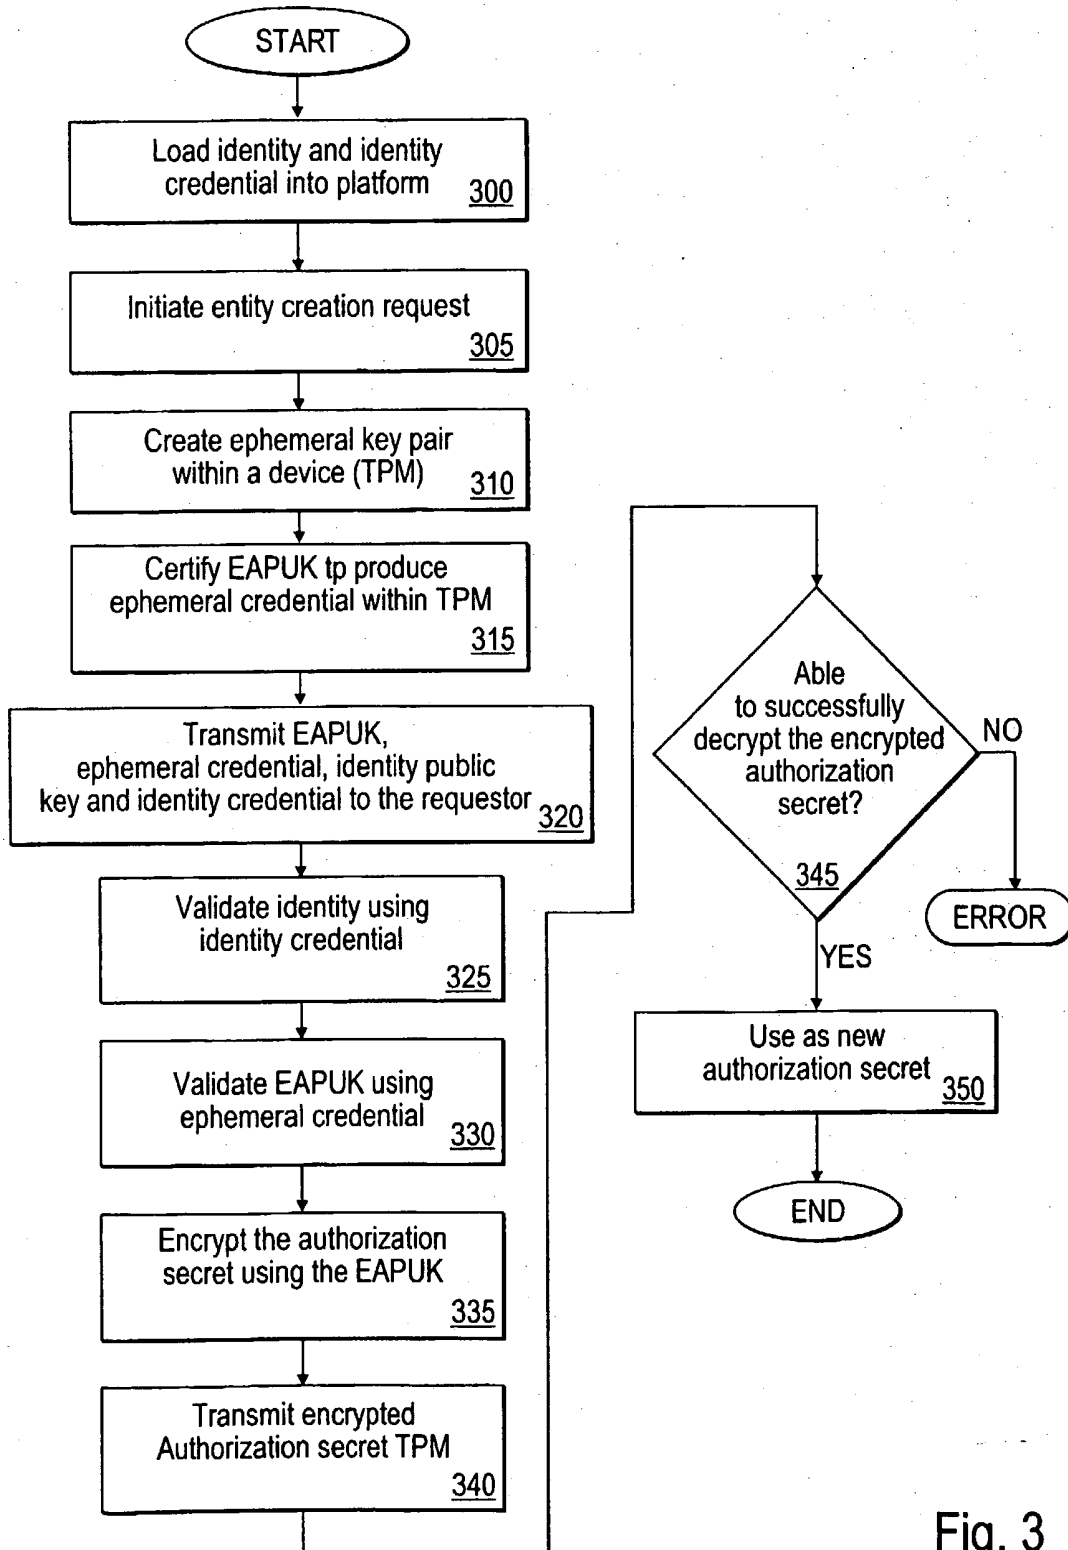 START
Load identity and identity
credential into platform
300
Initiate entity creation request
305
Create ephemeral key pair
within a device (TPM)
310
Certify EAPUK tp produce
ephemeral credential within TPM
315
Transmit EAPUK,
ephemeral credential, identity public
key and identity credential to the requestor
320
Validate identity using
identity credential
325
Validate EAPUK using
ephemeral credential
330
Encrypt the authorization
secret using the EAPUK
335
Transmit encrypted
Authorization secret TPM
340
Able
to successfully
decrypt the encrypted
authorization
secret?
345
NO
ERROR
YES
Use as new
authorization secret
350
END
Fig. 3